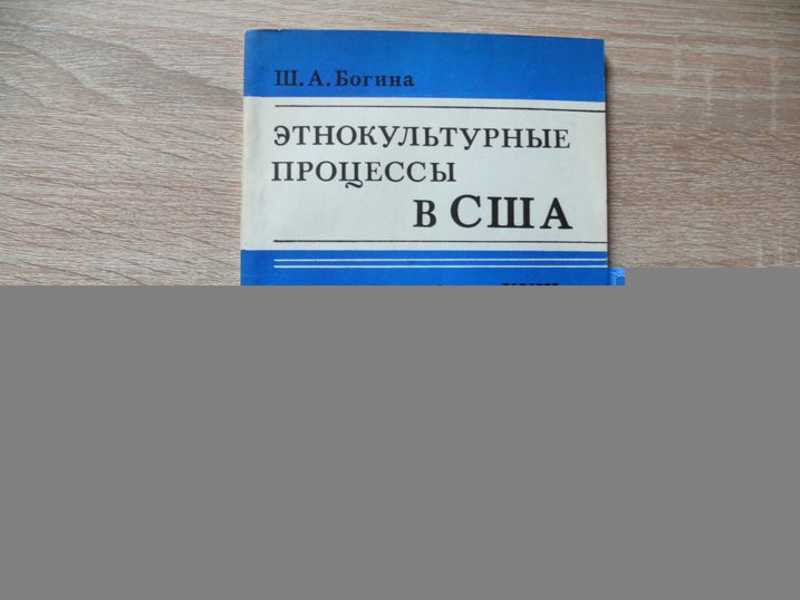 Ш. А. Богина
ЭТНОКУЛЬТУРНЫЕ
ПРОЦЕССЫ
В США